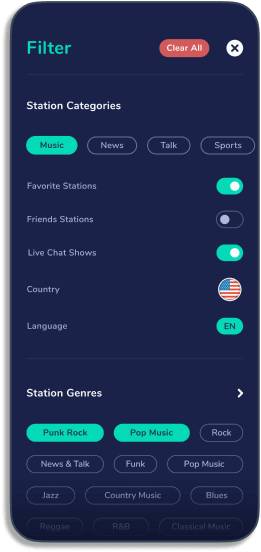 Filter Clear All
Station Categories
Music News Talk Sports
Favorite Stations
Friends Stations
Live Chat Shows
Country
Language EN
Station Genres
Punk Rock Pop Music Rock
News & Talk Funk Pop Music
Jazz Country Music Blues
Reggae R&B Classical Music